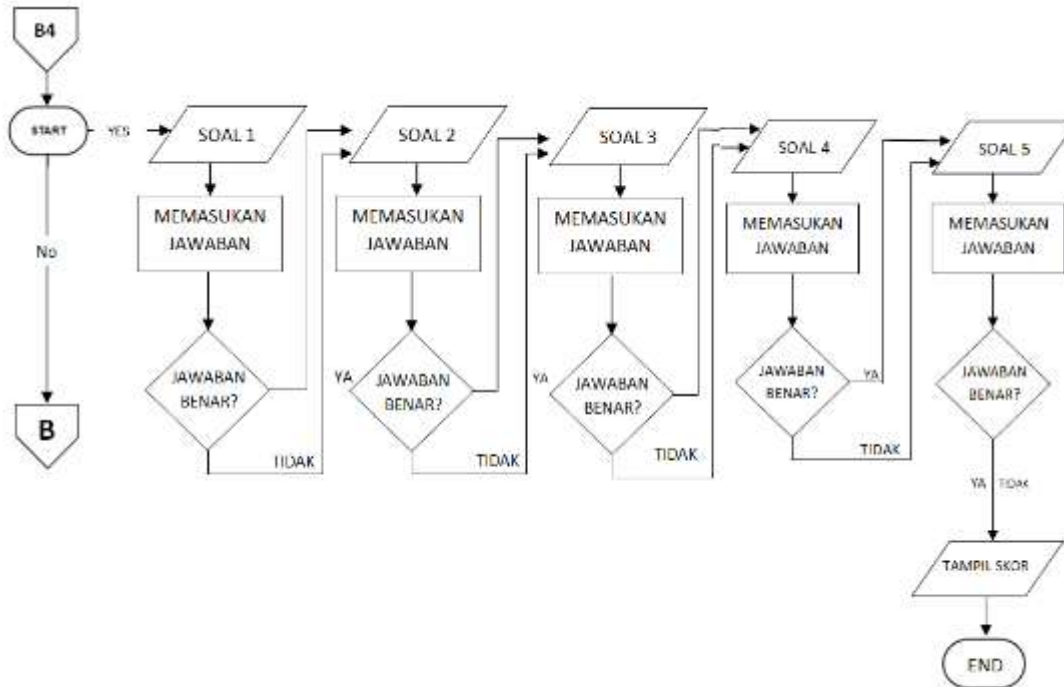 B4
START
YES
No
B
SOAL 1
MEMASUKAN
JAWABAN
JAWABAN
BENAR?
TIDAK
SOAL 2
MEMASUKAN
JAWABAN
YA
JAWABAN
BENAR?
TIDAK
SOAL 3
MEMASUKAN
JAWABAN
YA
JAWABAN
BENAR?
TIDAK
SOAL 4
MEMASUKAN
JAWABAN
JAWABAN
BENAR?
YA
TIDAK
SOAL 5
MEMASUKAN
JAWABAN
JAWABAN
BENAR?
YA TIDAK
TAMPIL SKOR
END